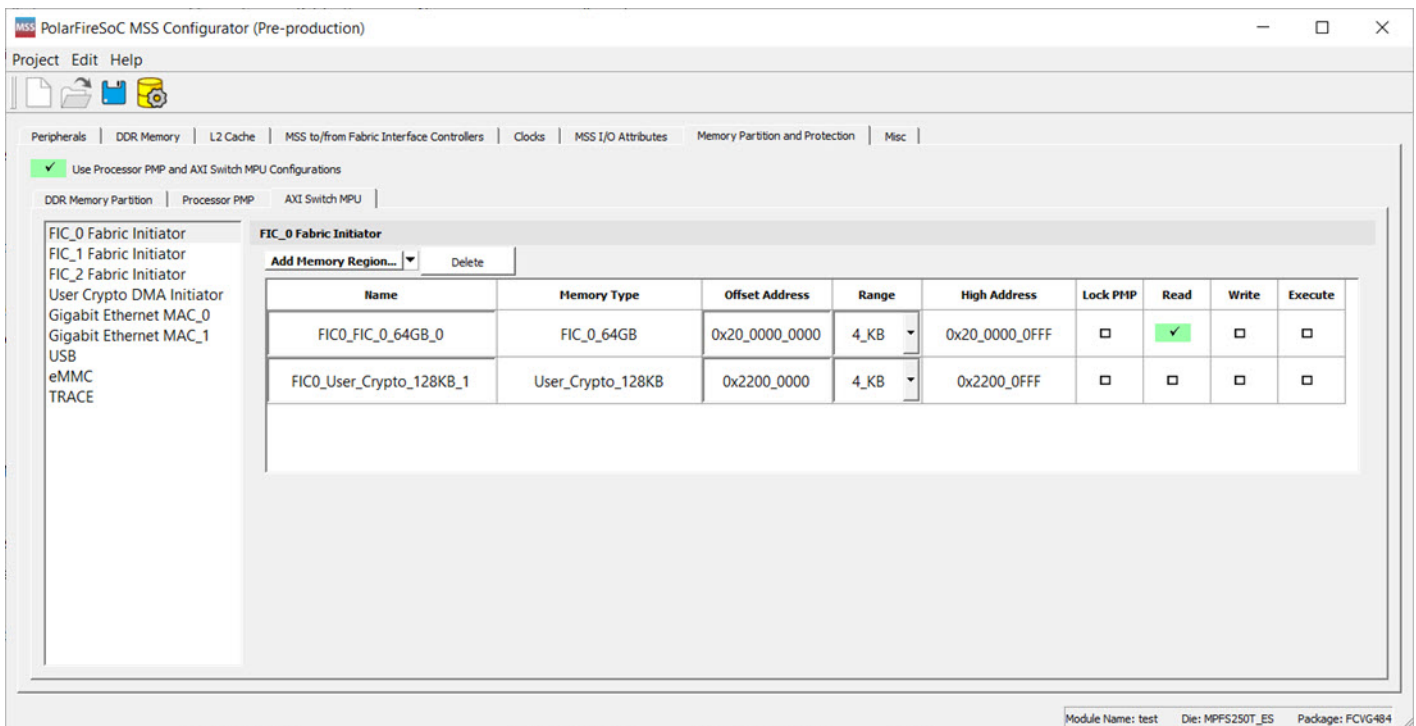 MSS PolarFireSoC MSS Configurator (Pre-production)
Project Edit Help
Peripherals DDR Memory L2 Cache MSS to/from Fabric Interface Controllers Clocks MSS I/O Attributes Memory Partition and Protection Misc
Use Processor PMP and AXI Switch MPU Configurations
DDR Memory Partition Processor PMP AXI Switch MPU
FIC_0 Fabric Initiator
FIC_1 Fabric Initiator
FIC_2 Fabric Initiator
User Crypto DMA Initiator
Gigabit Ethernet MAC_0
Gigabit Ethernet MAC_1
USB
eMMC
TRACE
FIC_0 Fabric Initiator
Add Memory Region... Delete
Name Memory Type Offset Address Range High Address Lock PMP Read Write Execute
FIC0_FIC_0_64GB_0 FIC_0_64GB 0x20_0000_0000 4_KB 0x20_0000_0FFF
FIC0_User_Crypto_128KB_1 User_Crypto_128KB 0x2200_0000 4_KB 0x2200_0FFF
Module Name: test Die: MPFS250T_ES Package: FCVG484